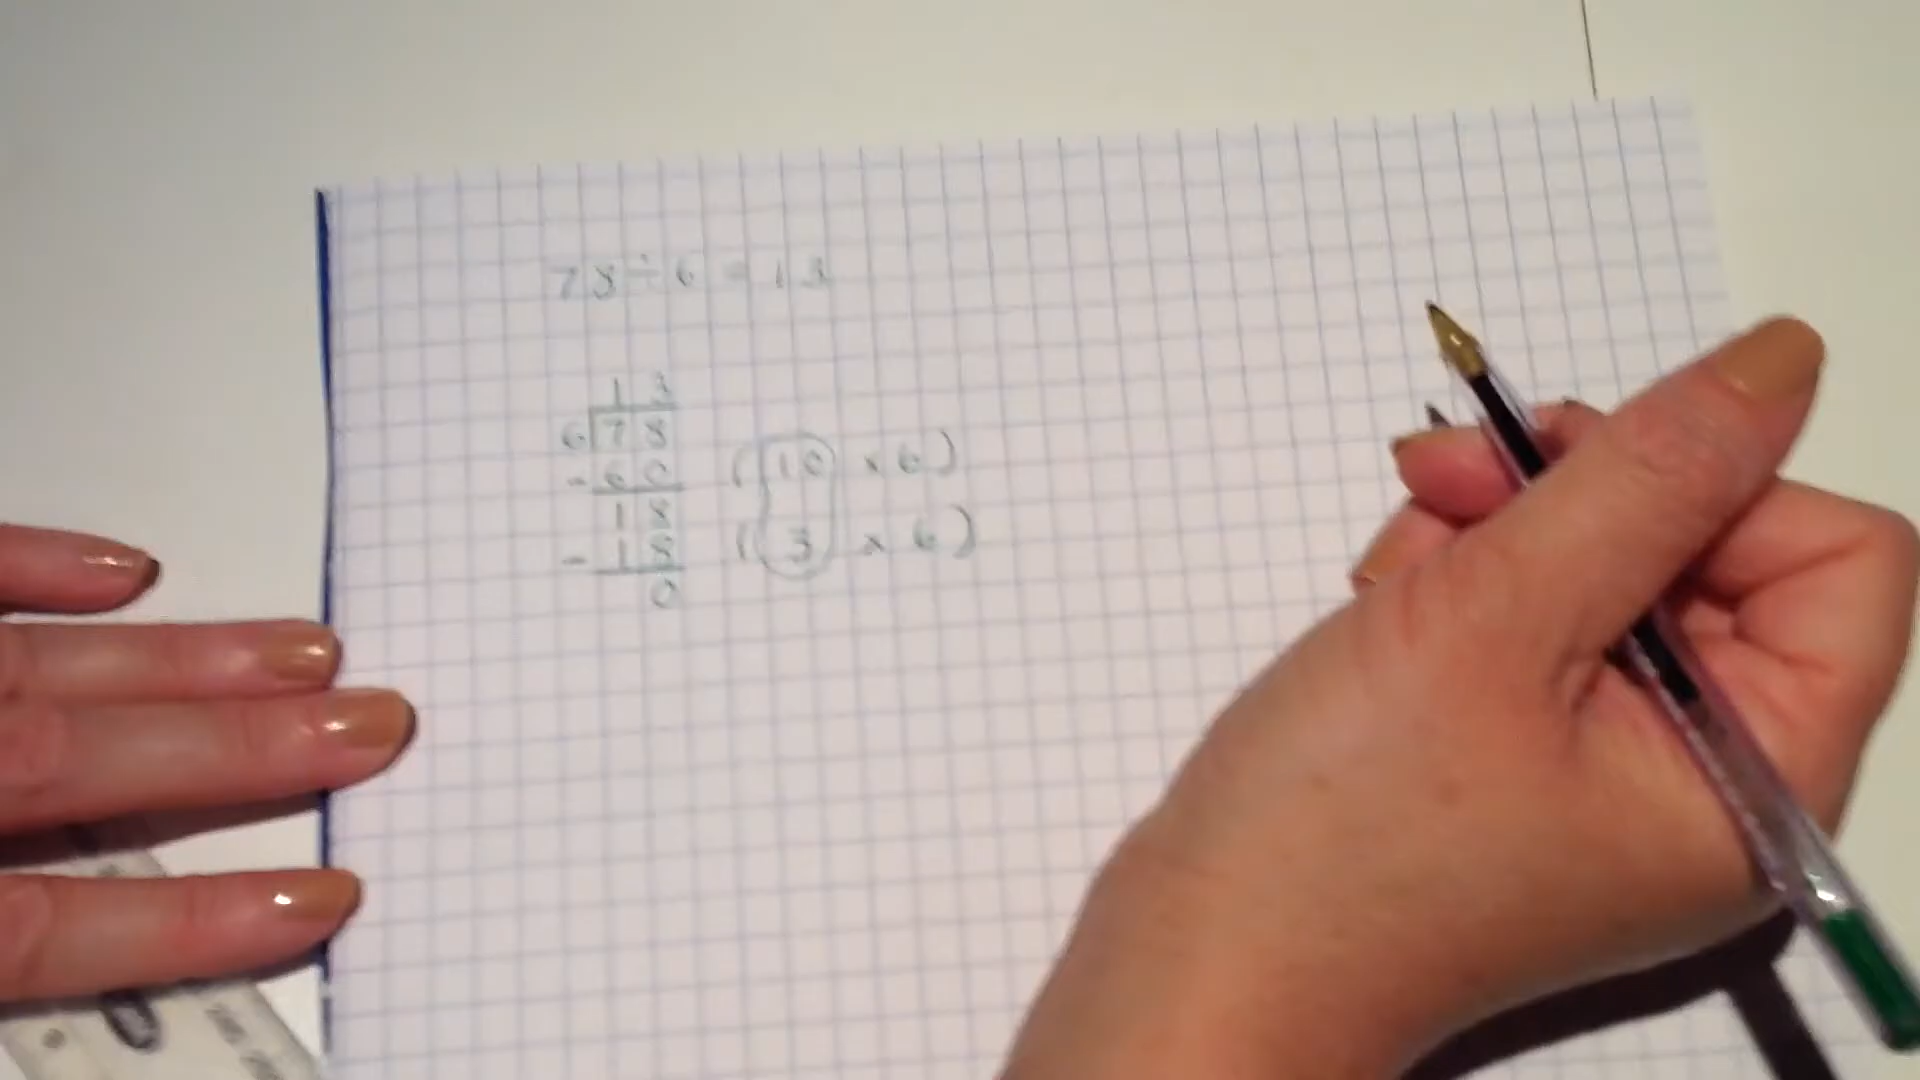 78 ÷ 6 = 13
13
6 78
- 60 (10 × 6)
18
- 18 (3 × 6)
0